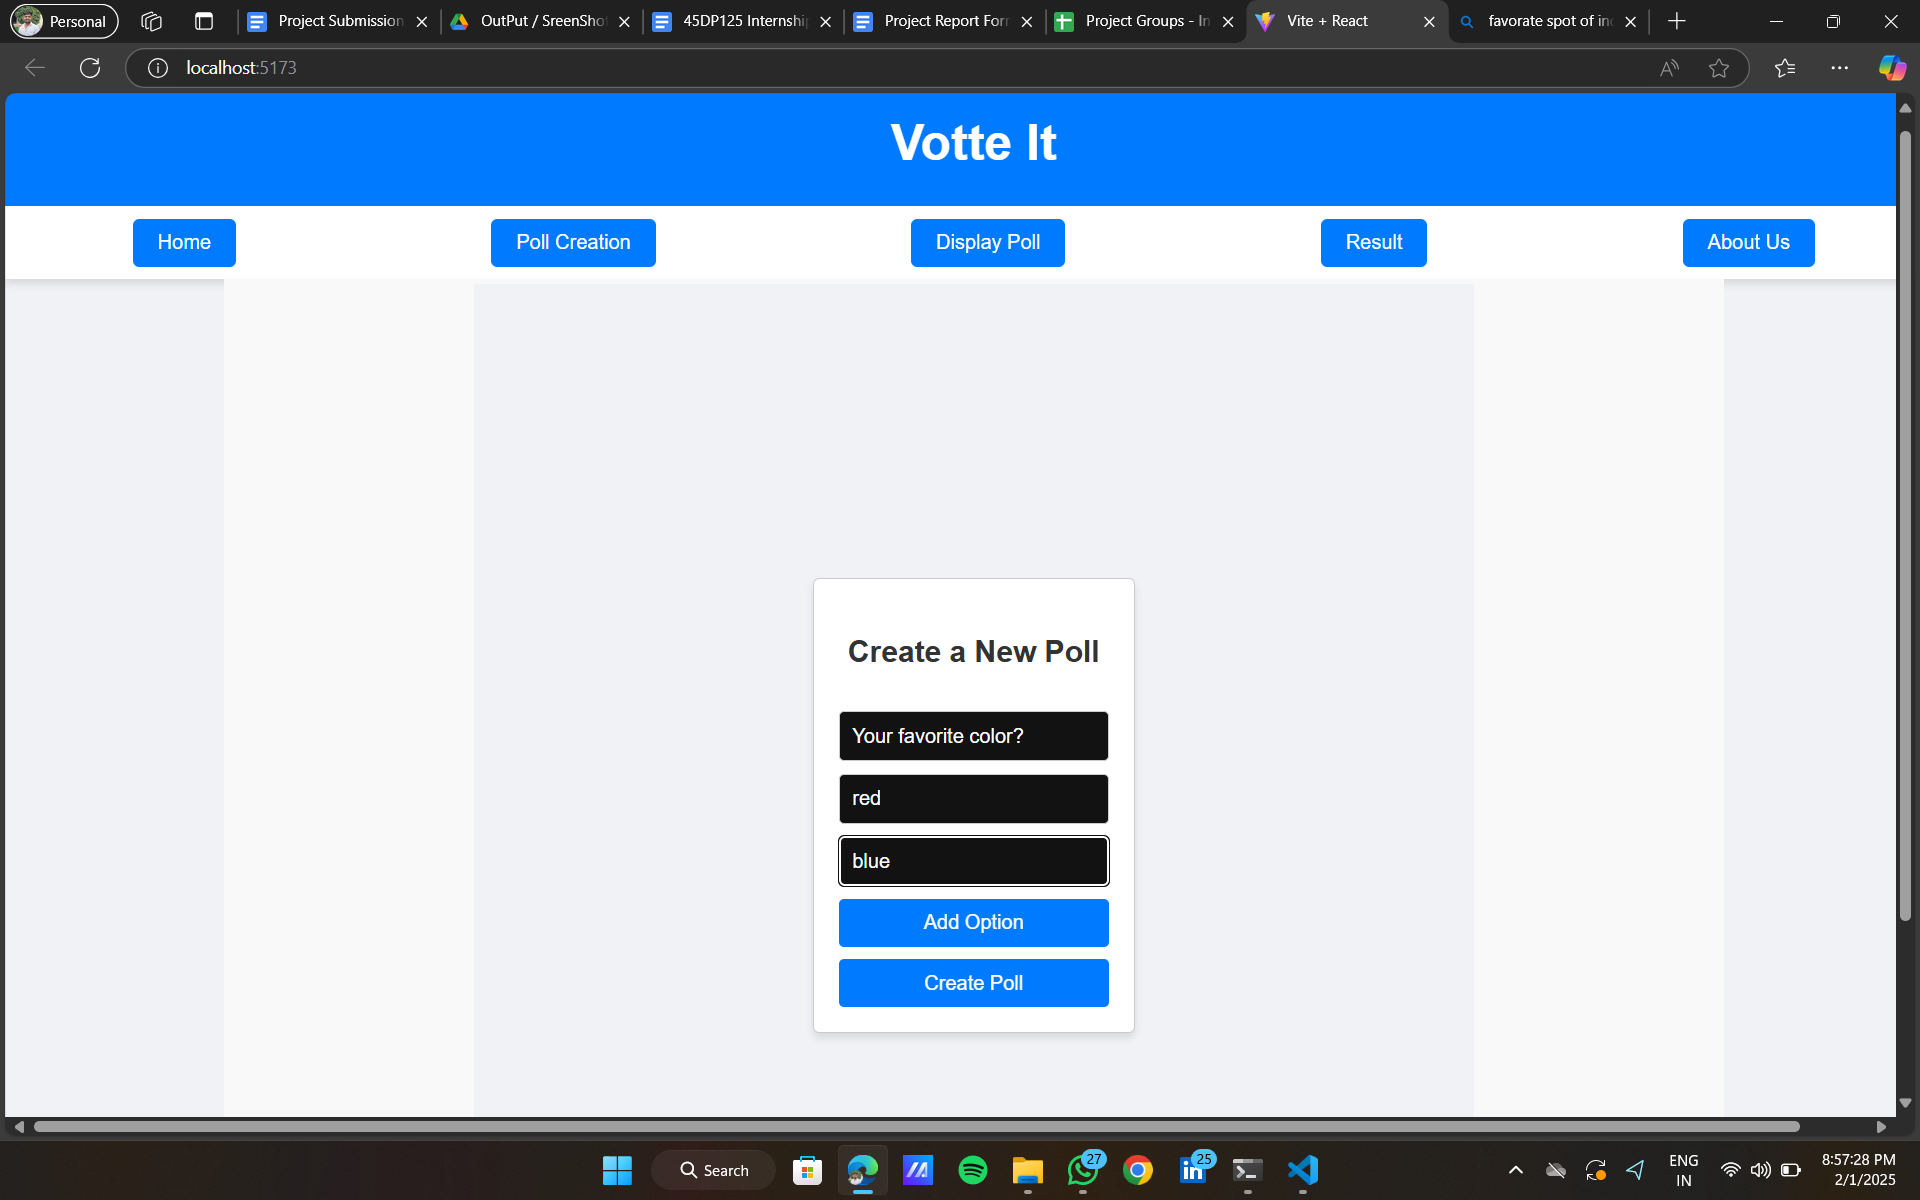 Personal
Project Submission
OutPut / SreenSho
45DP125 Internshi
Project Report For
Project Groups - In
Vite + React
favorate spot of in
localhost:5173
Votte It
Home
Poll Creation
Display Poll
Result
About Us
Create a New Poll
Your favorite color?
red
blue
Add Option
Create Poll
Search
27
25
ENG
IN
8:57:28 PM
2/1/2025